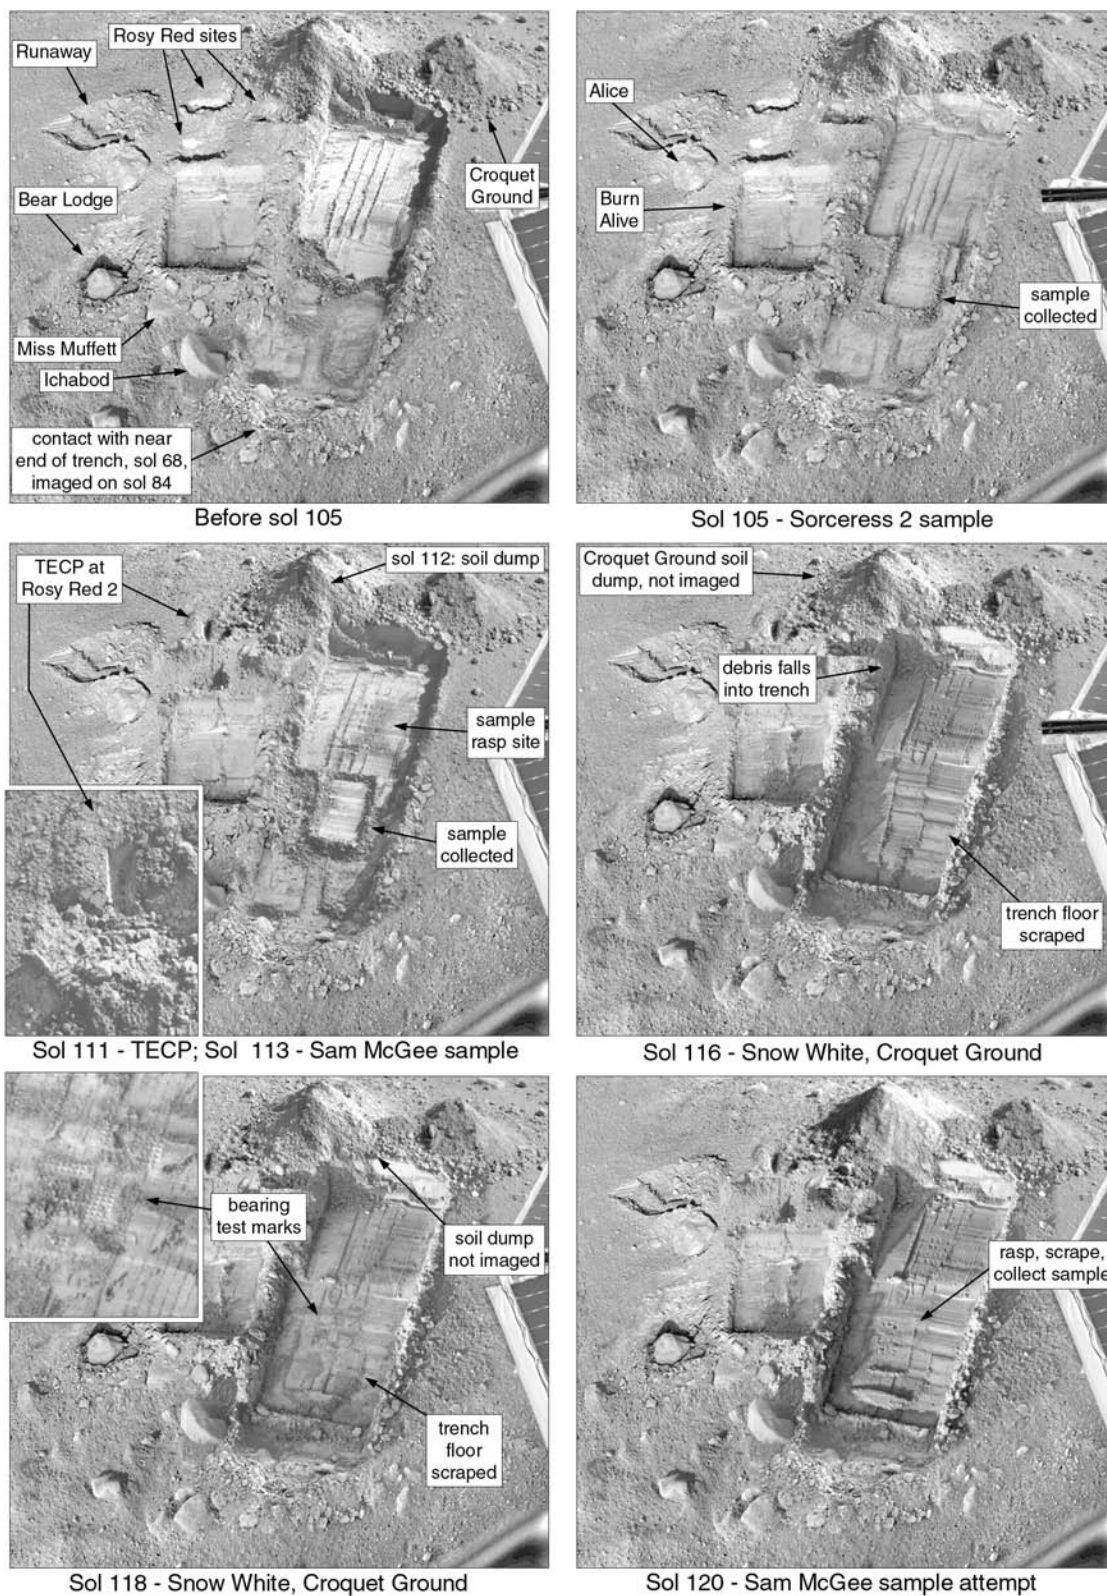 Rosy Red sites
Runaway
Bear Lodge
Miss Muffett
Ichabod
contact with near
end of trench, sol 68,
imaged on sol 84
Croquet
Ground
Before sol 105
Alice
Burn
Alive
sample
collected
Sol 105 - Sorceress 2 sample
TECP at
Rosy Red 2
sol 112: soil dump
sample
rasp site
sample
collected
Sol 111 - TECP; Sol 113 - Sam McGee sample
Croquet Ground soil
dump, not imaged
debris falls
into trench
trench floor
scraped
Sol 116 - Snow White, Croquet Ground
bearing
test marks
soil dump
not imaged
trench
floor
scraped
Sol 118 - Snow White, Croquet Ground
rasp, scrape,
collect sample
Sol 120 - Sam McGee sample attempt